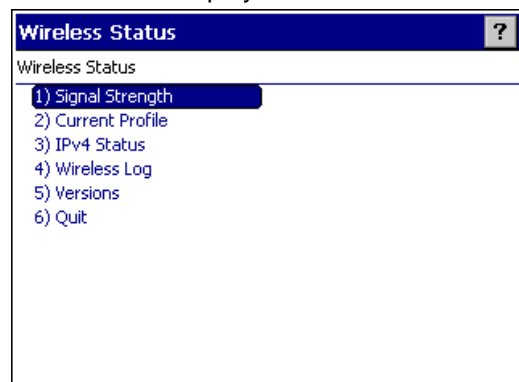 Wireless Status ?
Wireless Status
1) Signal Strength
2) Current Profile
3) IPv4 Status
4) Wireless Log
5) Versions
6) Quit